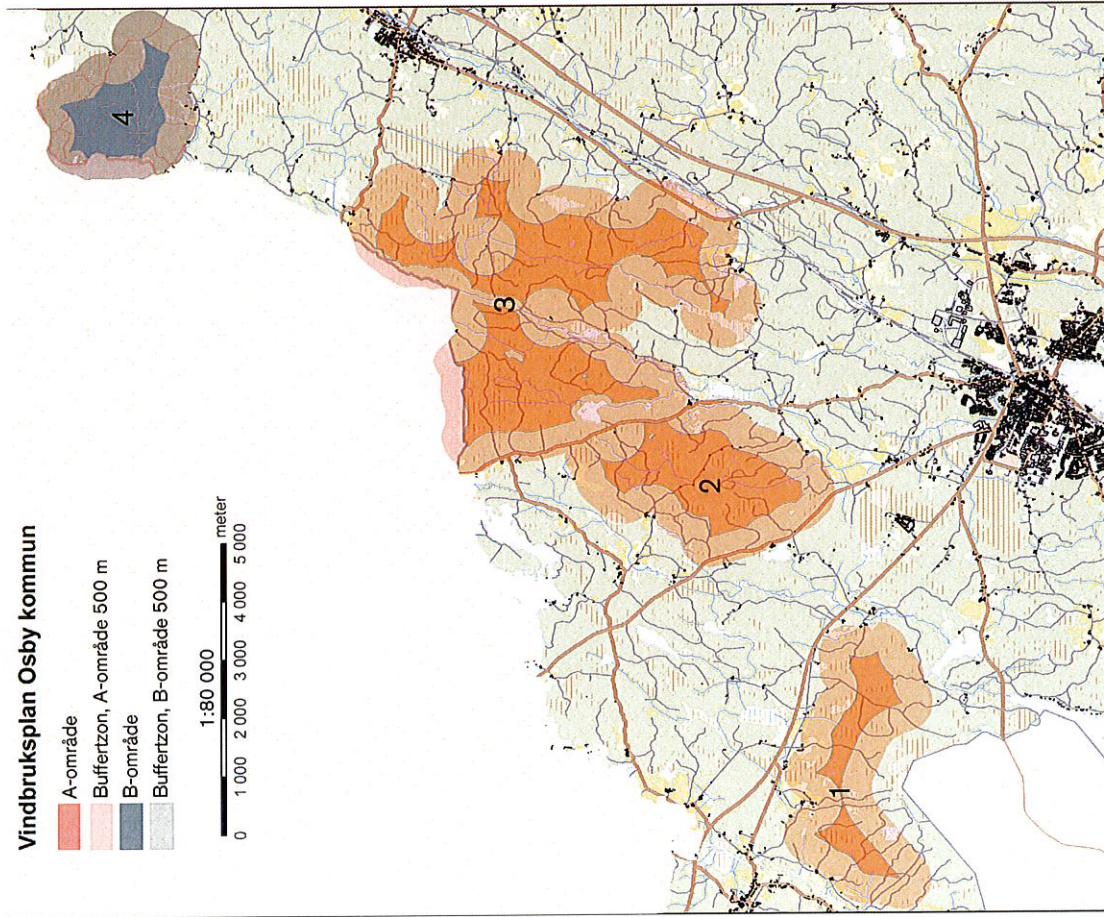 Vindbruksplan Osby kommun
A-område
Buffertzon, A-område 500 m
B-område
Buffertzon, B-område 500 m
1:80 000
0 1 000 2 000 3 000 4 000 5 000 meter
4
3
2
1